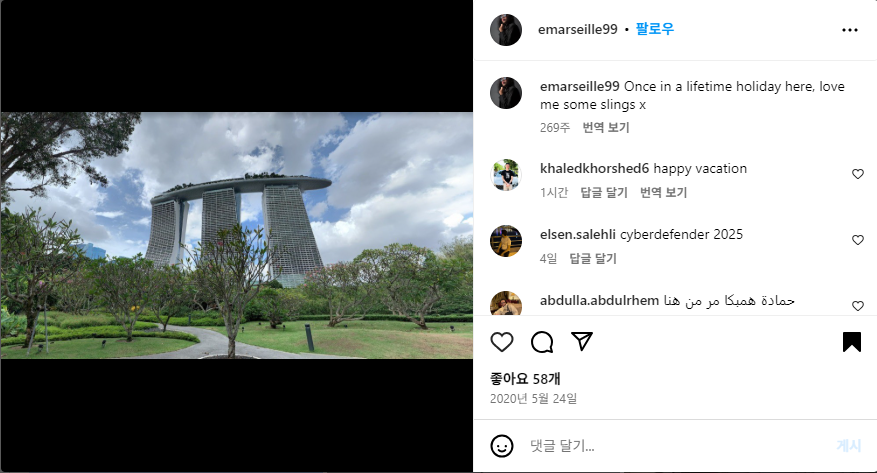 emarseille99 • 팔로우
emarseille99 Once in a lifetime holiday here, love
me some slings x
269주 번역 보기
khaledkhorshed6 happy vacation
1시간 답글 달기 번역 보기
elsen.salehli cyberdefender 2025
4일 답글 달기
abdulla.abdulrhem حمادة همبكا مر من هنا
좋아요 58개
2020년 5월 24일
댓글 달기...
게시